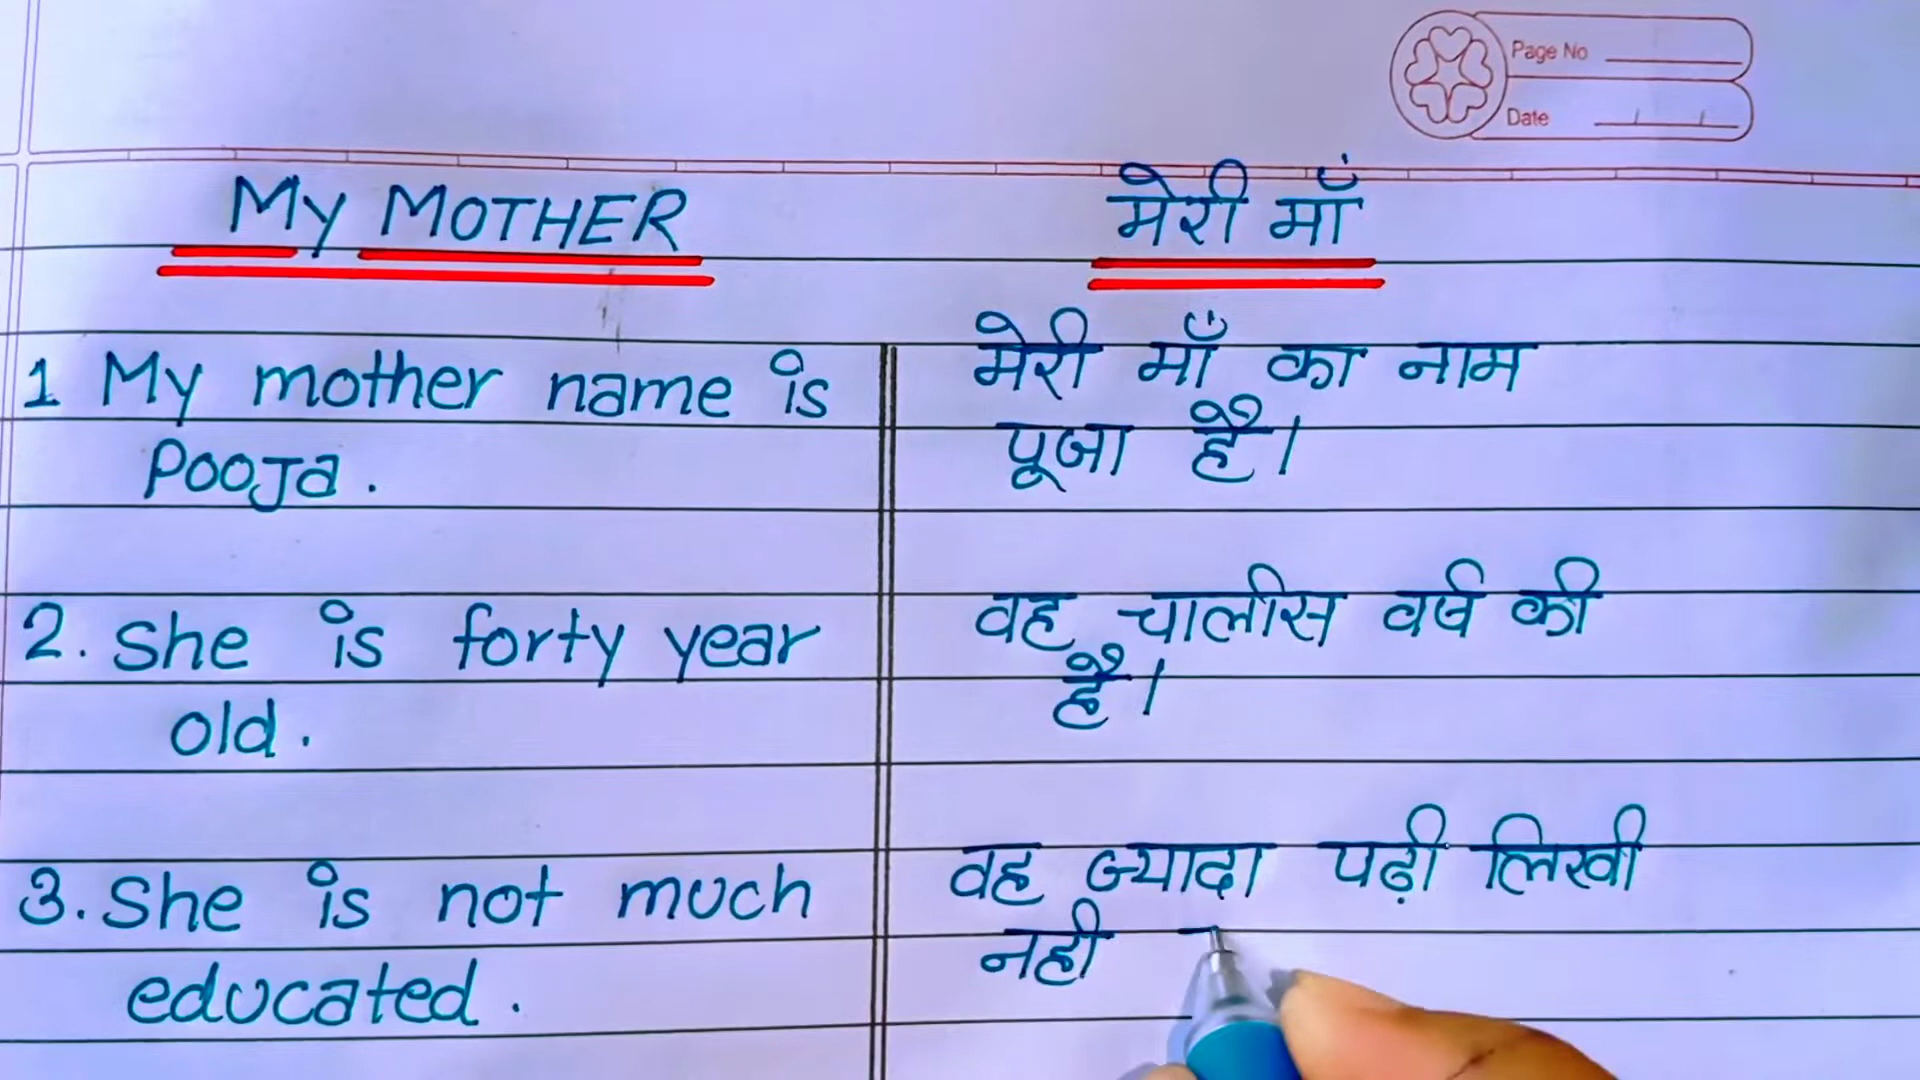 Page No
Date
My MOTHER
मेरी माँ
1 My mother name is
Pooja.
मेरी माँ का नाम
पूजा है।
2. She is forty year
old.
वह चालीस वर्ष की
है।
3. She is not much
educated.
वह ज्यादा पढ़ी लिखी
नही